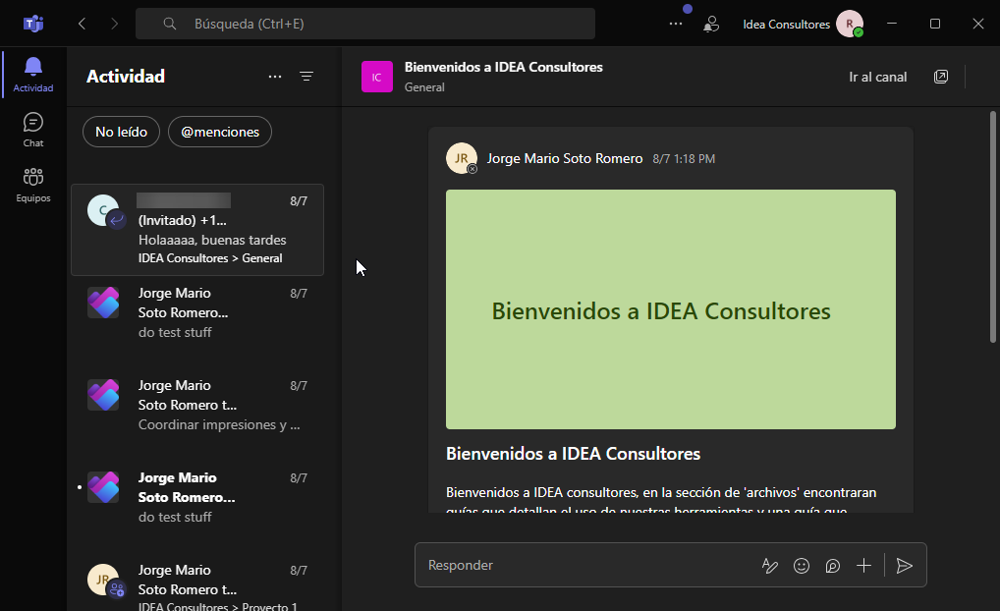 Búsqueda (Ctrl+E)
Idea Consultores
R
Actividad
Chat
Equipos
Actividad
No leído
@menciones
C
8/7
(Invitado) +1...
Holaaaaa, buenas tardes
IDEA Consultores > General
Jorge Mario
8/7
Soto Romero...
do test stuff
Jorge Mario
8/7
Soto Romero t...
Coordinar impresiones y ...
Jorge Mario
8/7
Soto Romero...
do test stuff
JR
Jorge Mario
8/7
Soto Romero t...
IDEA Consultores > Proyecto 1
IC
Bienvenidos a IDEA Consultores
General
Ir al canal
JR
Jorge Mario Soto Romero 8/7 1:18 PM
Bienvenidos a IDEA Consultores
Bienvenidos a IDEA Consultores
Bienvenidos a IDEA consultores, en la sección de 'archivos' encontraran
guías que detallan el uso de nuestras herramientas y una guía que
Responder